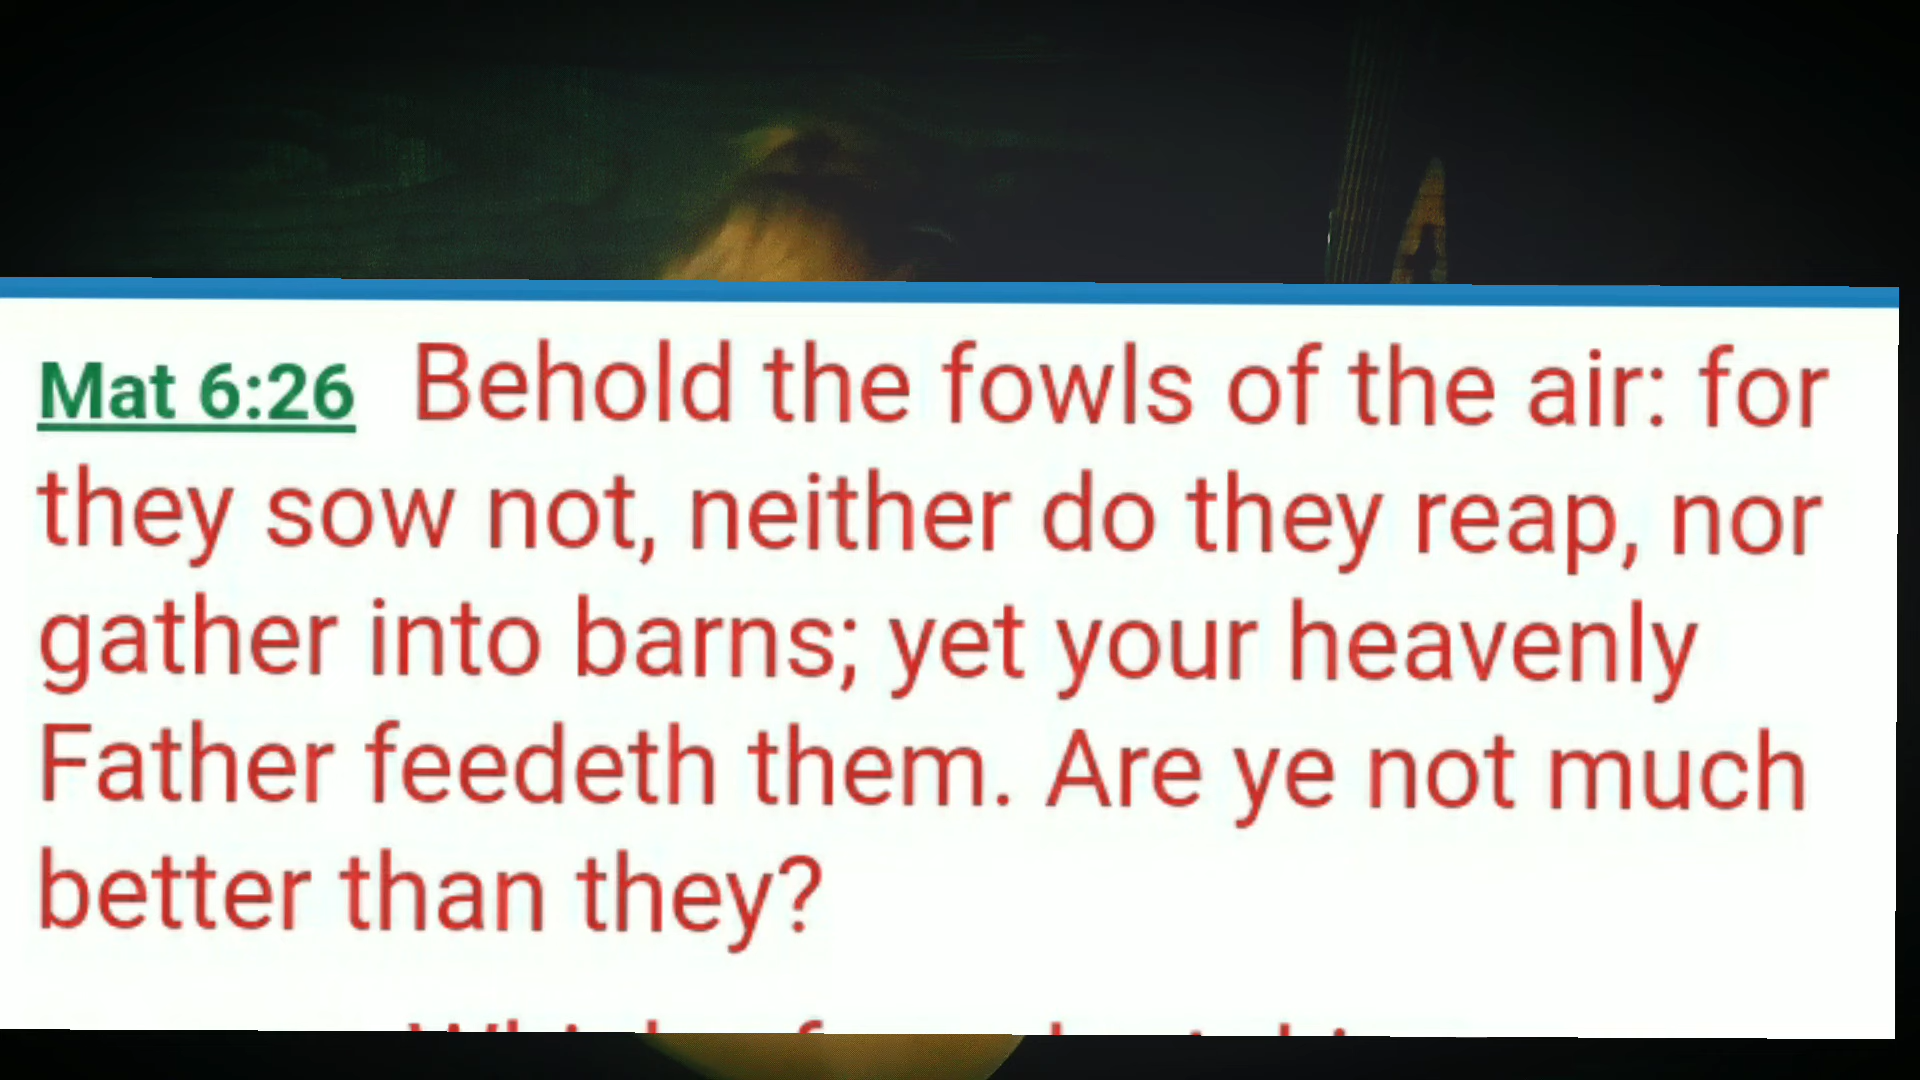 Mat 6:26 Behold the fowls of the air: for
they sow not, neither do they reap, nor
gather into barns; yet your heavenly
Father feedeth them. Are ye not much
better than they?